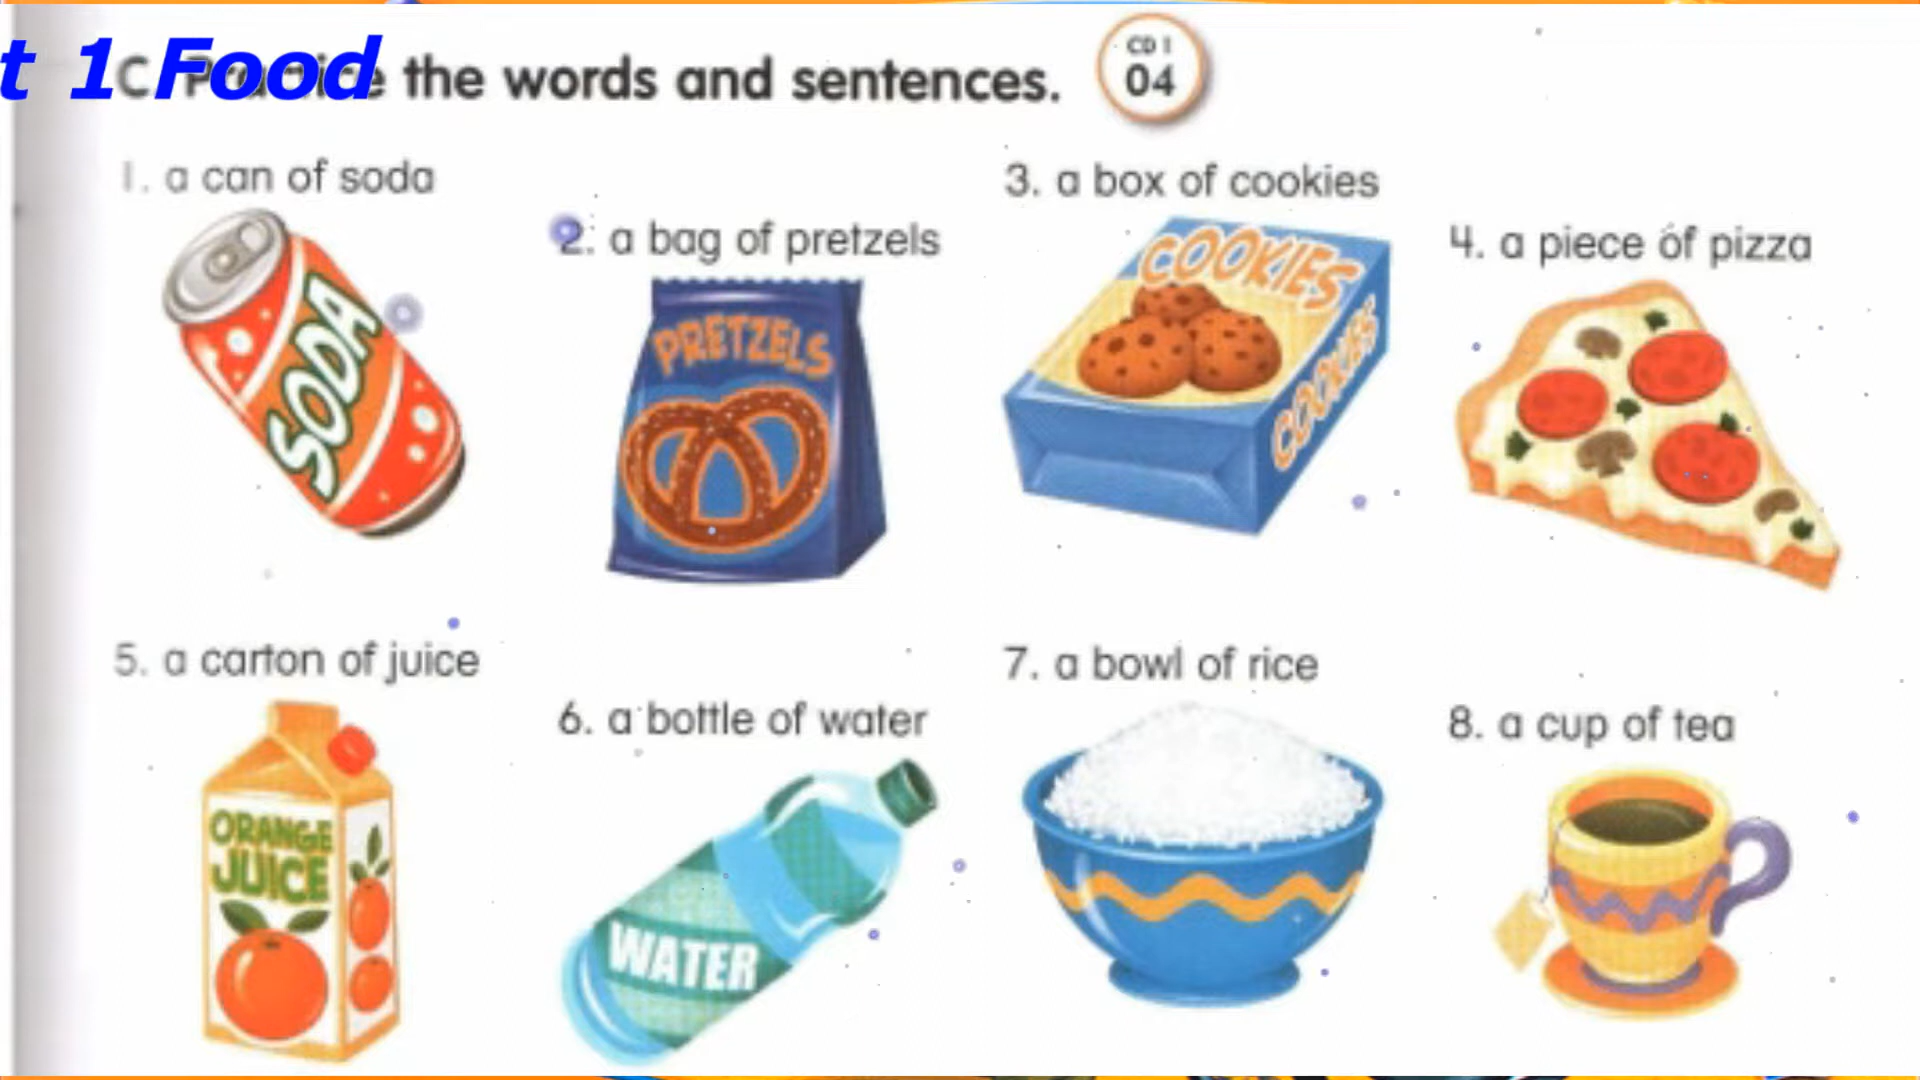 t 1 Food
C. Practice the words and sentences.
CD 1
04
1. a can of soda
SODA
2. a bag of pretzels
PRETZELS
3. a box of cookies
COOKIES
COOKIES
4. a piece of pizza
5. a carton of juice
ORANGE
JUICE
6. a bottle of water
WATER
7. a bowl of rice
8. a cup of tea